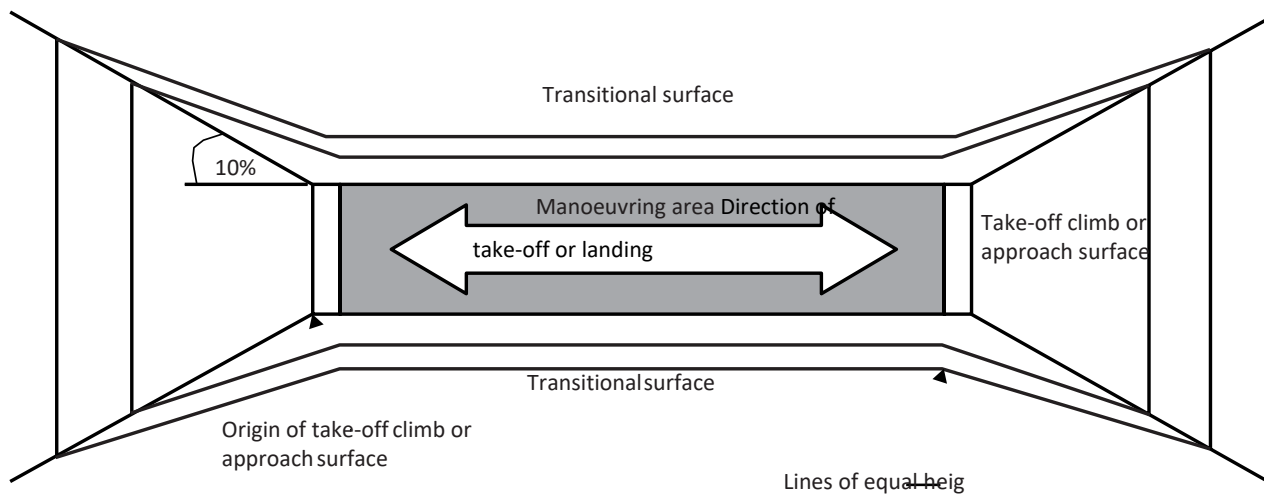 Transitional surface
10%
Manoeuvring area Direction of
take-off or landing
Take-off climb or
approach surface
Transitional surface
Origin of take-off climb or
approach surface
Lines of equal heig